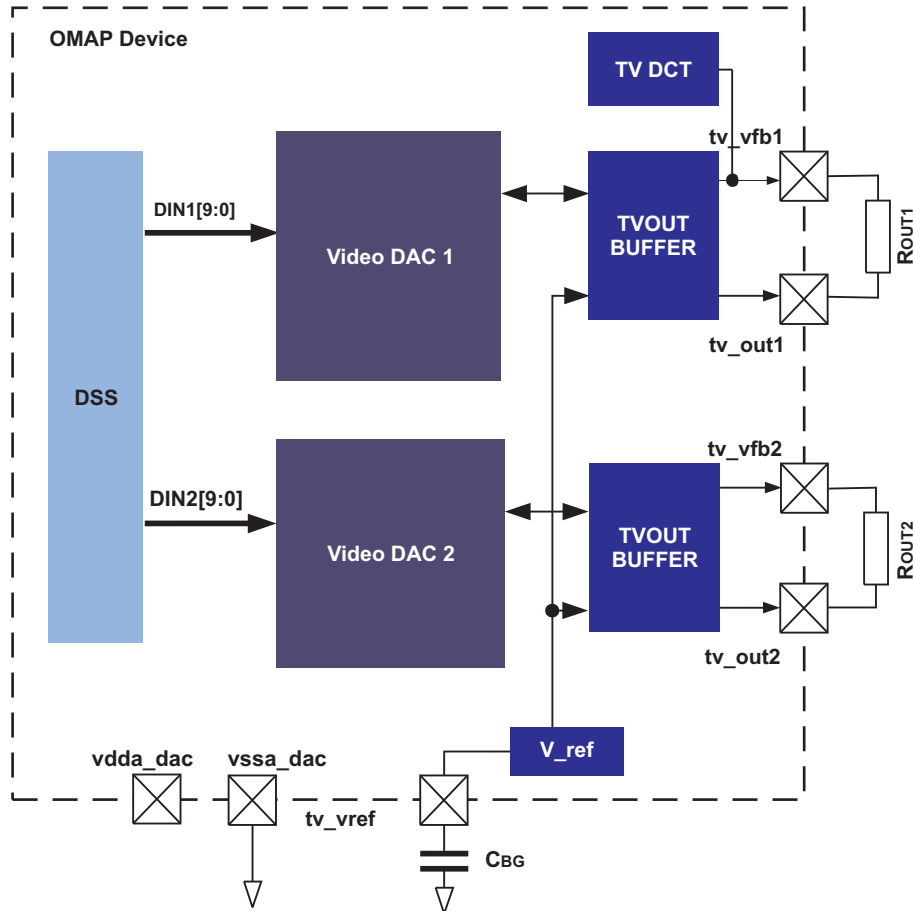 OMAP Device
TV DCT
tv_vfb1
DIN1[9:0]
Video DAC 1
TVOUT
BUFFER
ROUT1
tv_out1
DSS
tv_vfb2
DIN2[9:0]
Video DAC 2
TVOUT
BUFFER
ROUT2
tv_out2
V_ref
vdda_dac
vssa_dac
tv_vref
CBG